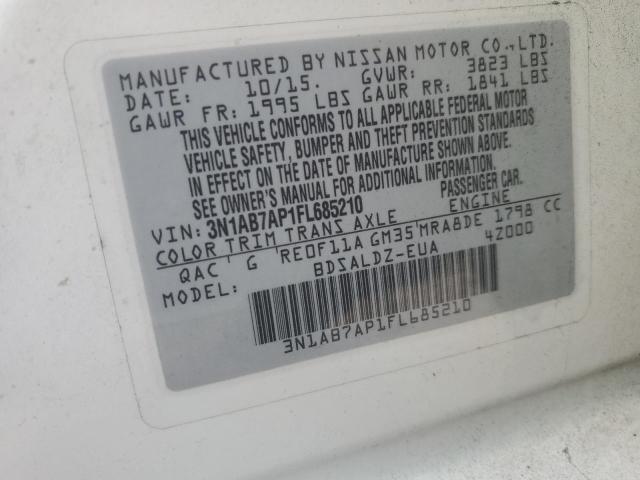 MANUFACTURED BY NISSAN MOTOR CO.,LTD.
DATE: 10/15. GVWR: 3823 LBS
GAWR FR: 1995 LBS GAWR RR: 1841 LBS
THIS VEHICLE CONFORMS TO ALL APPLICABLE FEDERAL MOTOR
VEHICLE SAFETY, BUMPER AND THEFT PREVENTION STANDARDS
IN EFFECT ON THE DATE OF MANUFACTURE SHOWN ABOVE.
SEE OWNER'S MANUAL FOR ADDITIONAL INFORMATION.
VIN: 3N1AB7AP1FL685210 PASSENGER CAR.
COLOR TRIM TRANS AXLE ENGINE
QAC G RE0F11A GM35 MRA8DE 1798 CC
MODEL: BDSALDZ-EUA 4Z000
3N1AB7AP1FL685210